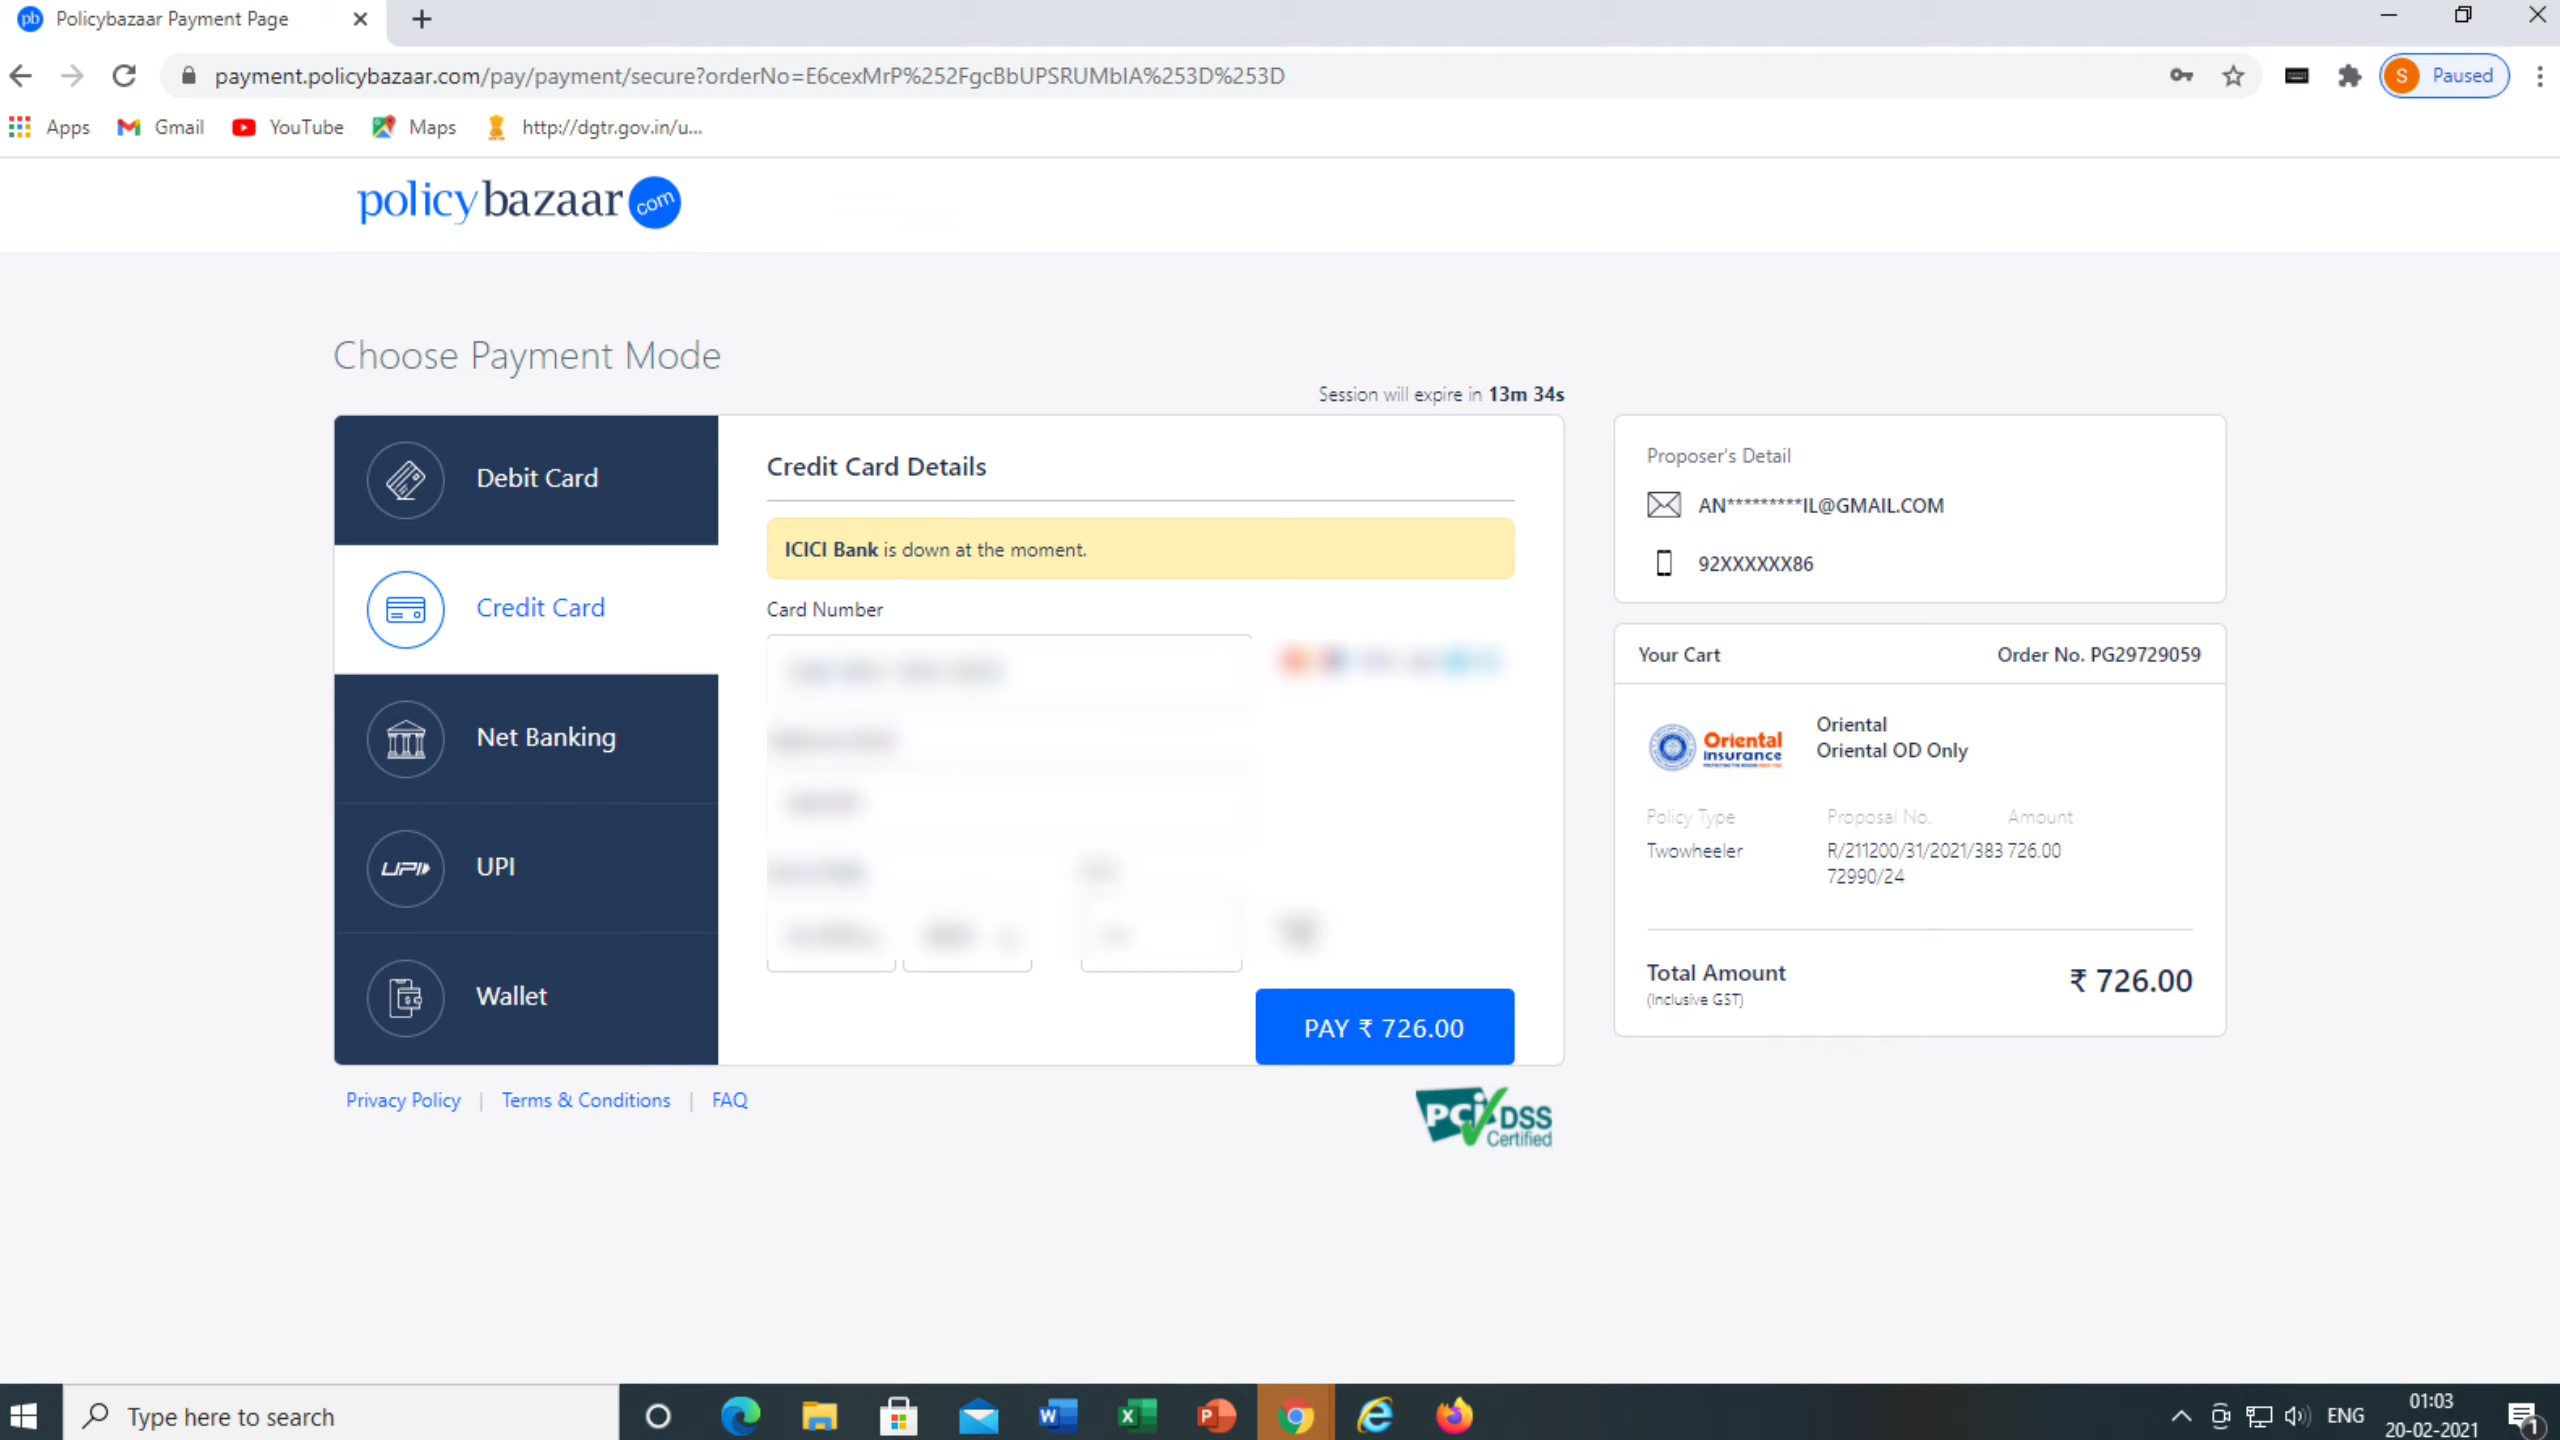 pb Policybazaar Payment Page
payment.policybazaar.com/pay/payment/secure?orderNo=E6cexMrP%252FgcBbUPSRUMbIA%253D%253D
S Paused
Apps Gmail YouTube Maps http://dgtr.gov.in/u...
policybazaar com
Choose Payment Mode
Session will expire in 13m 34s
Debit Card
Credit Card
Net Banking
UPI UPI
Wallet
Credit Card Details
ICICI Bank is down at the moment.
Card Number
PAY ₹ 726.00
Proposer's Detail
AN*********IL@GMAIL.COM
92XXXXXX86
Your Cart Order No. PG29729059
Oriental insurance
Oriental
Oriental OD Only
Policy Type Proposal No. Amount
Twowheeler R/211200/31/2021/383 726.00
72990/24
Total Amount ₹ 726.00
(Inclusive GST)
Privacy Policy | Terms & Conditions | FAQ
PCI DSS Certified
Type here to search
ENG
01:03
20-02-2021
1